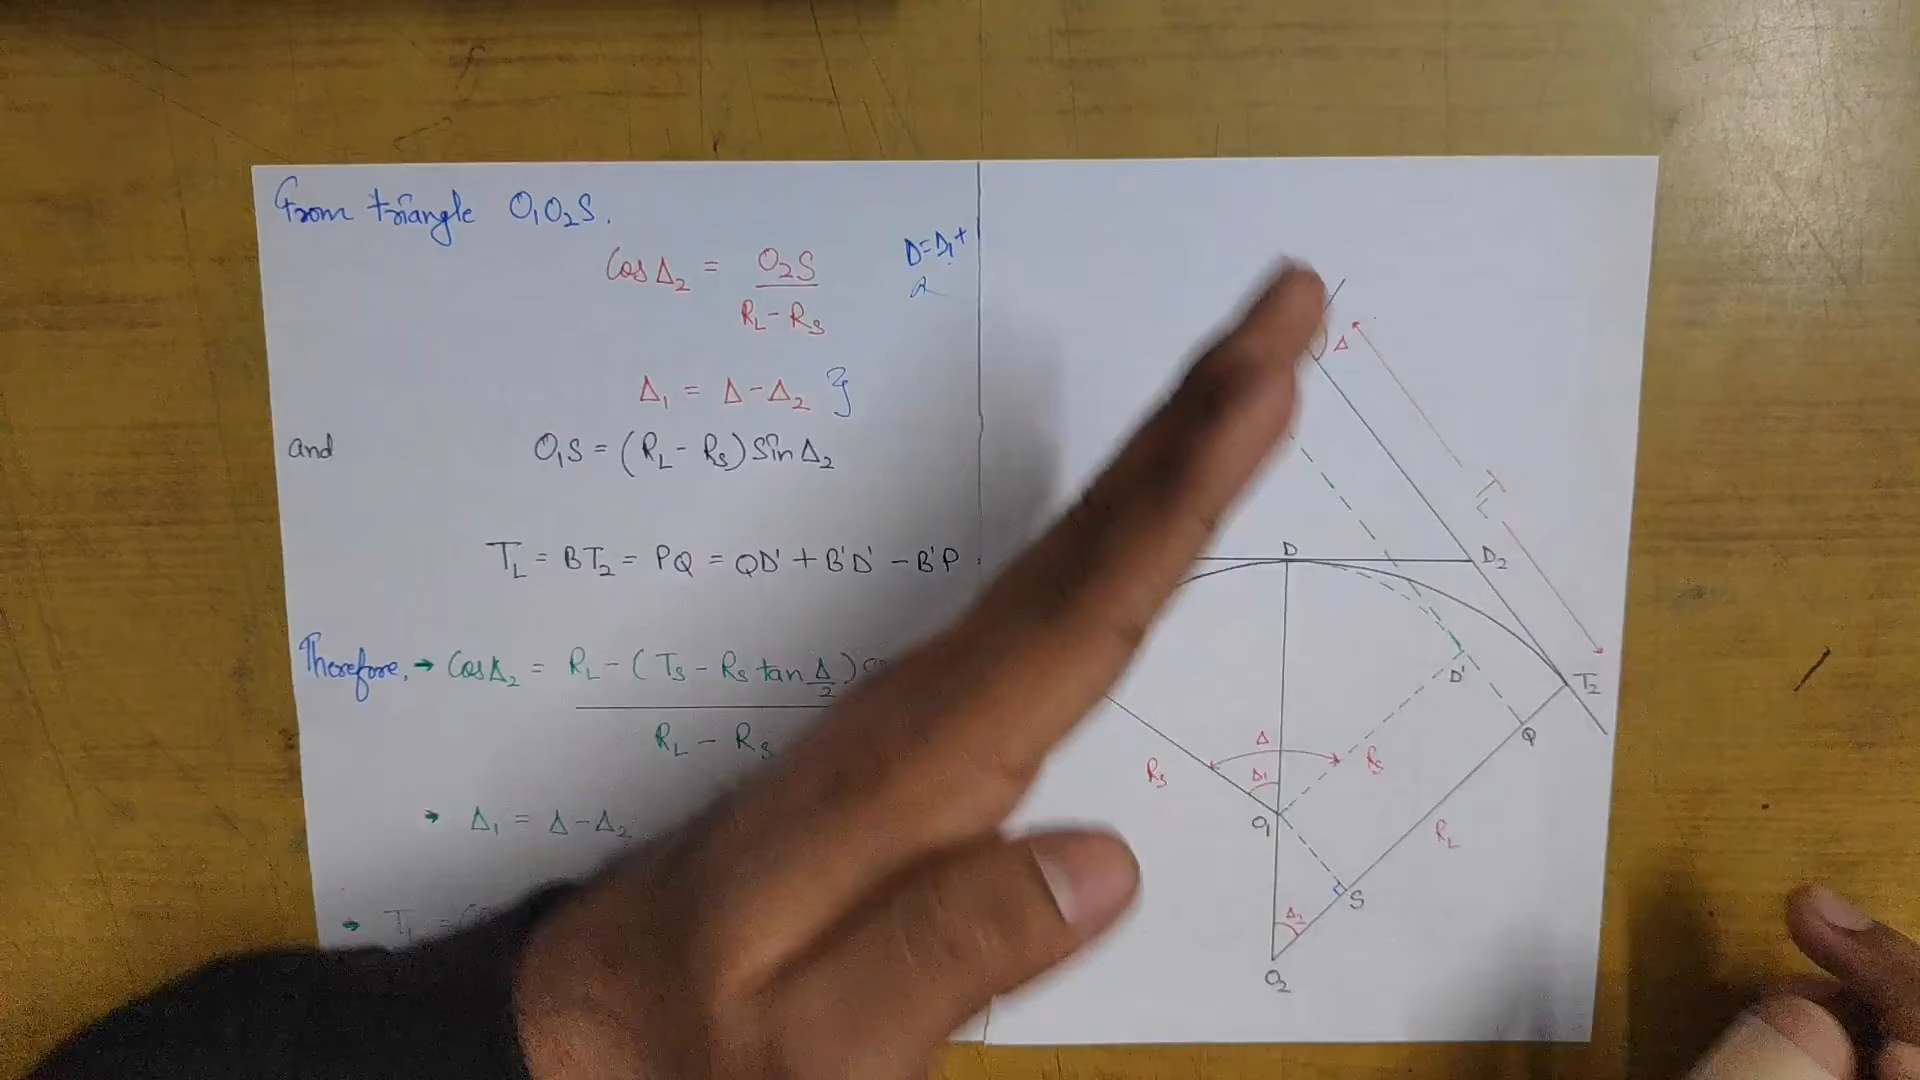 From triangle O₁O₂S.
Cos Δ₂ = O₂S / (R_L - R_S)
Δ = Δ₁ +
Δ₁ = Δ - Δ₂ }
and O₁S = (R_L - R_S) Sin Δ₂
T_L = BT₂ = PQ = QD' + B'D' - B'P
Therefore, → Cos Δ₂ = R_L - (T_S - R_S tan Δ/2) / R_L - R_S
→ Δ₁ = Δ - Δ₂
→ T_L =
Δ
T_L
D
D₂
D'
T₂
Q
Δ
R_S
Δ₁
R_S
O₁
R_L
S
Δ₂
O₂